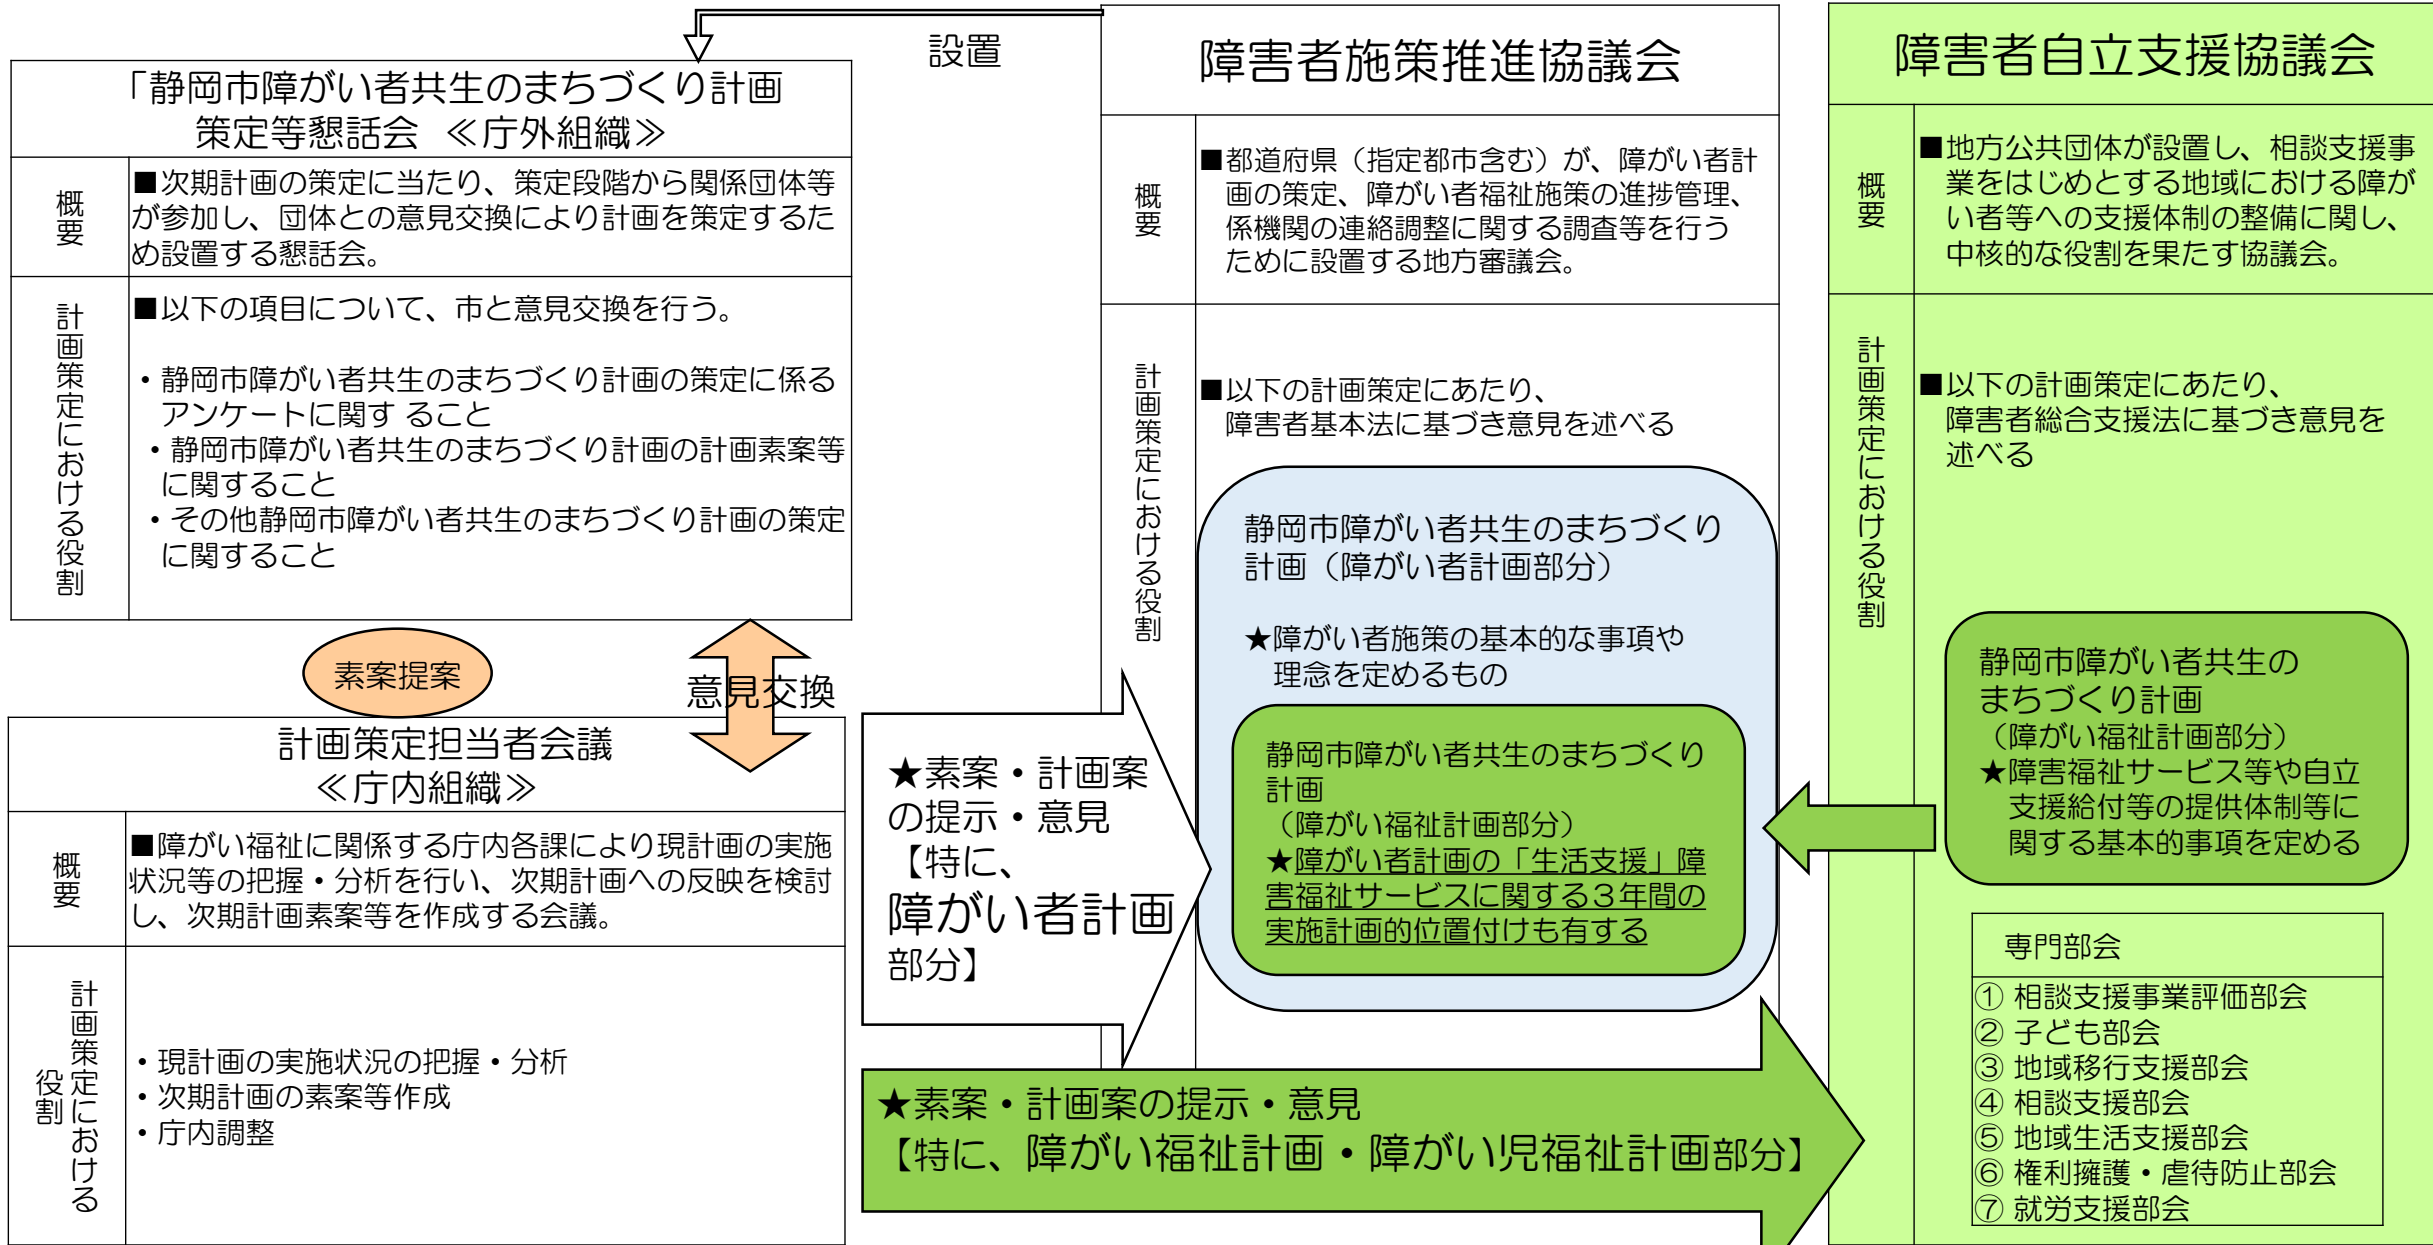 設置
「静岡市障がい者共生のまちづくり計画
策定等懇話会 ≪庁外組織≫
概要
■次期計画の策定に当たり、策定段階から関係団体等
が参加し、団体との意見交換により計画を策定するた
め設置する懇話会。
計画策定における役割
■以下の項目について、市と意見交換を行う。
・静岡市障がい者共生のまちづくり計画の策定に係る
アンケートに関す ること
・静岡市障がい者共生のまちづくり計画の計画素案等
に関すること
・その他静岡市障がい者共生のまちづくり計画の策定
に関すること
素案提案
意見交換
計画策定担当者会議
≪庁内組織≫
概要
■障がい福祉に関係する庁内各課により現計画の実施
状況等の把握・分析を行い、次期計画への反映を検討
し、次期計画素案等を作成する会議。
計画策定における
役割
・現計画の実施状況の把握・分析
・次期計画の素案等作成
・庁内調整
★素案・計画案
の提示・意見
【特に、
障がい者計画
部分】
★素案・計画案の提示・意見
【特に、障がい福祉計画・障がい児福祉計画部分】
障害者施策推進協議会
概要
■都道府県（指定都市含む）が、障がい者計
画の策定、障がい者福祉施策の進捗管理、
係機関の連絡調整に関する調査等を行う
ために設置する地方審議会。
計画策定における役割
■以下の計画策定にあたり、
障害者基本法に基づき意見を述べる
静岡市障がい者共生のまちづくり
計画（障がい者計画部分）
★障がい者施策の基本的な事項や
理念を定めるもの
静岡市障がい者共生のまちづくり
計画
（障がい福祉計画部分）
★障がい者計画の「生活支援」障
害福祉サービスに関する３年間の
実施計画的位置付けも有する
障害者自立支援協議会
概要
■地方公共団体が設置し、相談支援事
業をはじめとする地域における障が
い者等への支援体制の整備に関し、
中核的な役割を果たす協議会。
計画策定における役割
■以下の計画策定にあたり、
障害者総合支援法に基づき意見を
述べる
静岡市障がい者共生の
まちづくり計画
（障がい福祉計画部分）
★障害福祉サービス等や自立
支援給付等の提供体制等に
関する基本的事項を定める
専門部会
① 相談支援事業評価部会
② 子ども部会
③ 地域移行支援部会
④ 相談支援部会
⑤ 地域生活支援部会
⑥ 権利擁護・虐待防止部会
⑦ 就労支援部会